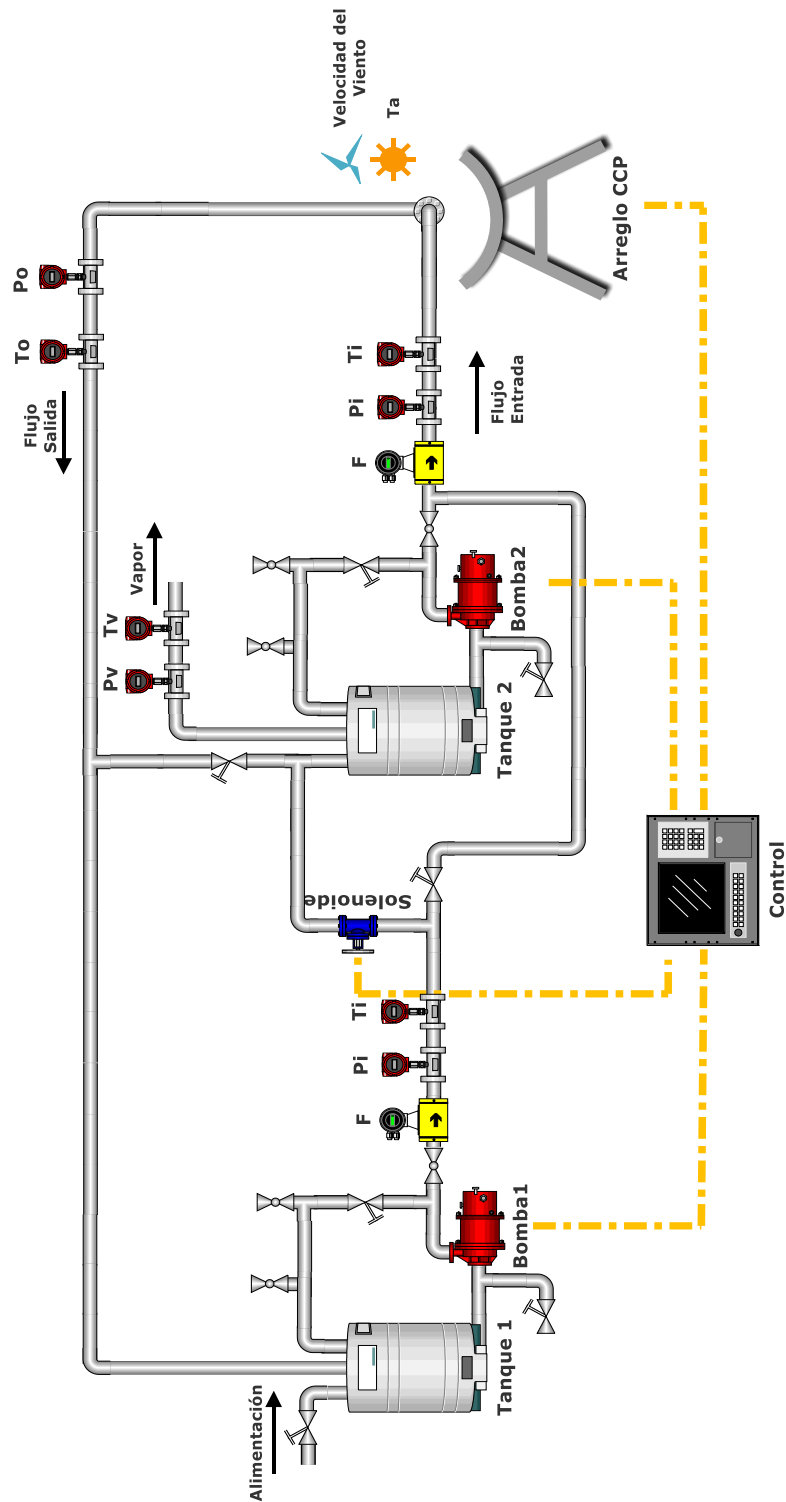 To
Po
Flujo
Salida
Pv
Tv
Vapor
Alimentación
Velocidad del
Viento
Ta
F
Pi
Ti
Solenoide
F
Pi
Ti
Flujo
Entrada
Tanque 1
Bomba1
Tanque 2
Bomba2
Arreglo CCP
Control